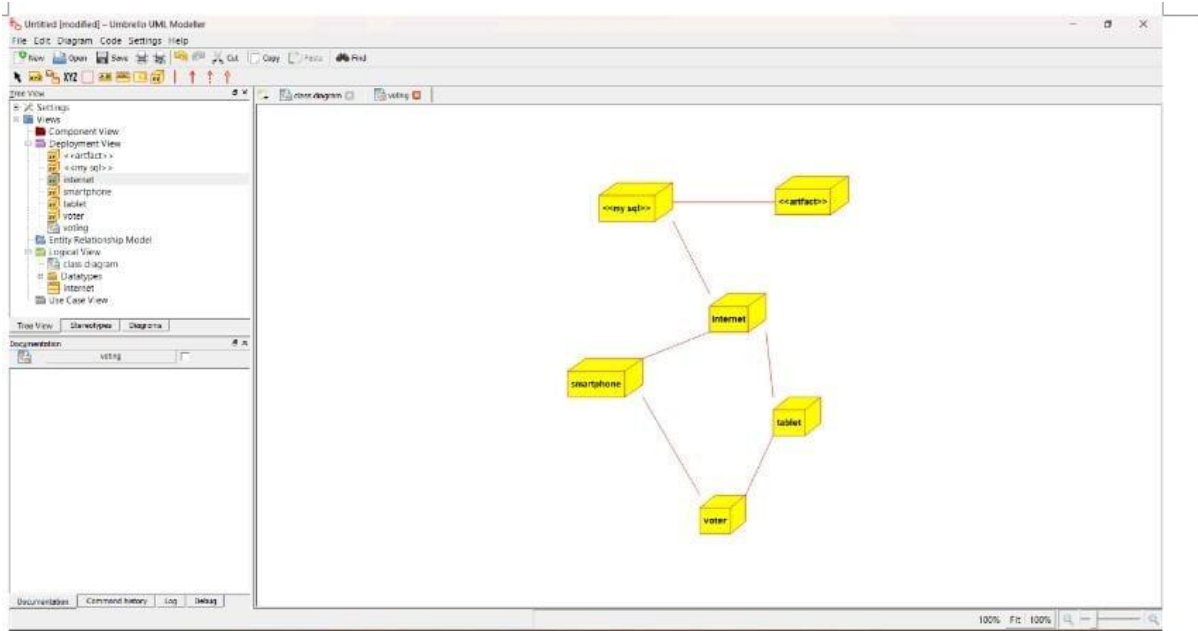 Untitled [modified] – Umbrello UML Modeller
File Edit Diagram Code Settings Help
New Open Save Cut Copy Paste Find
XYZ
Tree View
class diagram voting
Settings
Views
Component View
Deployment View
<<artfact>>
<<my sql>>
internet
smartphone
tablet
voter
voting
Entity Relationship Model
Logical View
class diagram
Datatypes
Internet
Use Case View
Tree View Stereotypes Diagrams
Documentation
voting
<<my sql>> <<artfact>>
internet
smartphone
tablet
voter
Documentation Command history Log Debug
100% Fit 100%